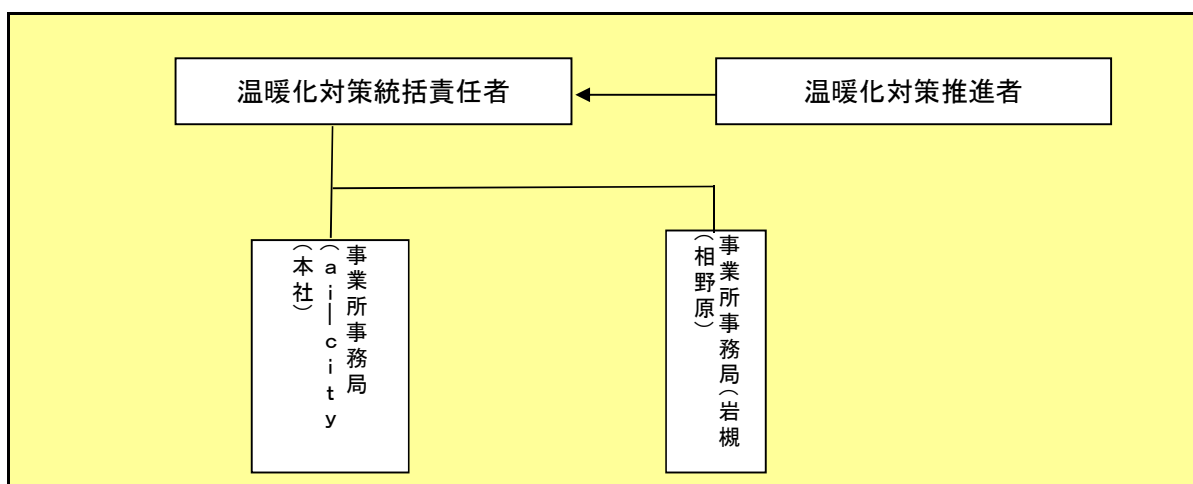 温暖化対策統括責任者
温暖化対策推進者
事業所事務局
(ai―city
(本社)
事業所事務局(岩槻
(相野原)